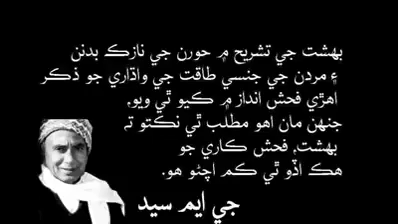 بهشت جي تشريح ۾ حورن جي نازڪ بدنن
۽ مردن جي جنسي طاقت جي واڌاري جو ذڪر
اهڙي فحش انداز ۾ ڪيو ٿي ويو،
جنهن مان اهو مطلب ٿي نڪتو تہ
بهشت، فحش ڪاري جو
هڪ اڏو ٿي ڪم اچڻو هو.
جي ايم سيد